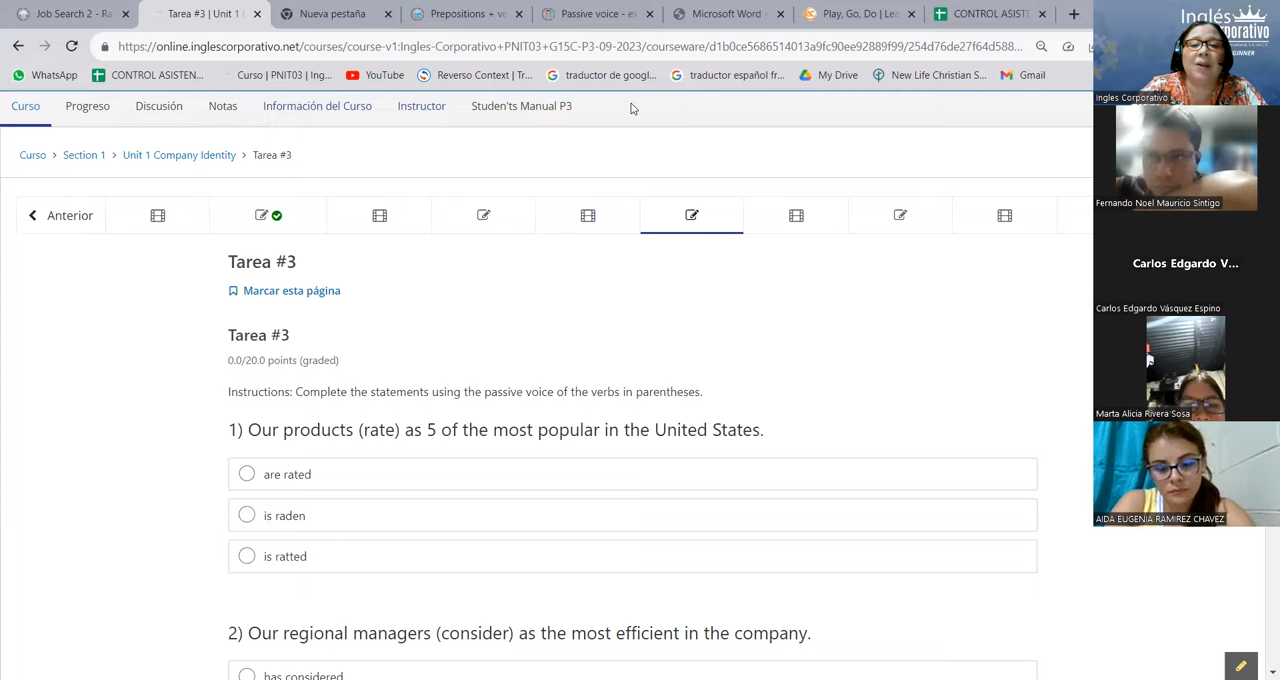 Job Search 2 - Ra
Tarea #3 | Unit 1 C
Nueva pestaña
Prepositions + ve
Passive voice - ex
Microsoft Word -
Play, Go, Do | Lea
CONTROL ASISTE
https://online.inglescorporativo.net/courses/course-v1:Ingles-Corporativo+PNIT03+G15C-P3-09-2023/courseware/d1b0ce5686514013a9fc90ee92889f99/254d76de27f64d588...
WhatsApp
CONTROL ASISTEN...
Curso | PNIT03 | Ing...
YouTube
Reverso Context | Tr...
traductor de googl...
traductor español fr...
My Drive
New Life Christian S...
Gmail
Curso
Progreso
Discusión
Notas
Información del Curso
Instructor
Studen'ts Manual P3
Curso > Section 1 > Unit 1 Company Identity > Tarea #3
Anterior
Tarea #3
Marcar esta página
Tarea #3
0.0/20.0 points (graded)
Instructions: Complete the statements using the passive voice of the verbs in parentheses.
1) Our products (rate) as 5 of the most popular in the United States.
are rated
is raden
is ratted
2) Our regional managers (consider) as the most efficient in the company.
has considered
Inglés
Ingles Corporativo
Fernando Noel Mauricio Sintigo
Carlos Edgardo V...
Carlos Edgardo Vásquez Espino
Marta Alicia Rivera Sosa
AIDA EUGENIA RAMIREZ CHAVEZ